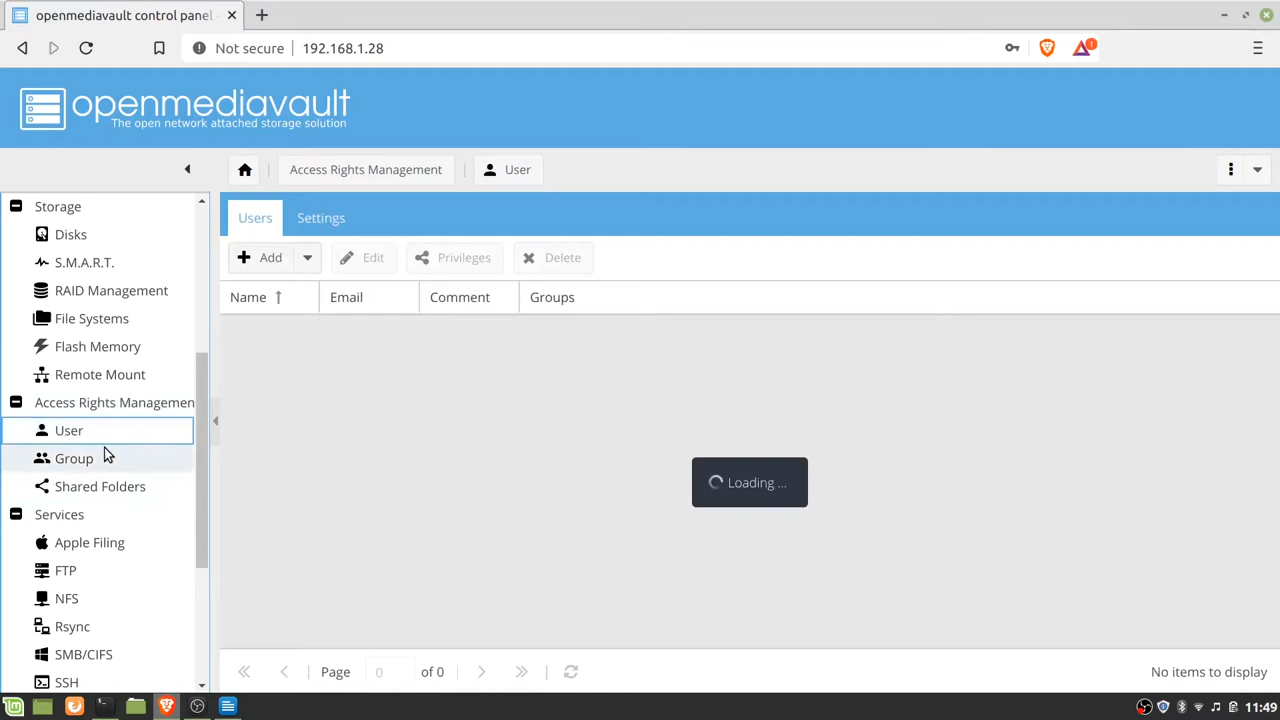 openmediavault control panel
Not secure
192.168.1.28
1
openmediavault
The open network attached storage solution
Access Rights Management
User
Storage
Disks
S.M.A.R.T.
RAID Management
File Systems
Flash Memory
Remote Mount
Access Rights Managemen
User
Group
Shared Folders
Services
Apple Filing
FTP
NFS
Rsync
SMB/CIFS
SSH
Users
Settings
Add
Edit
Privileges
Delete
Name
Email
Comment
Groups
Loading ...
Page
0
of 0
No items to display
11:49